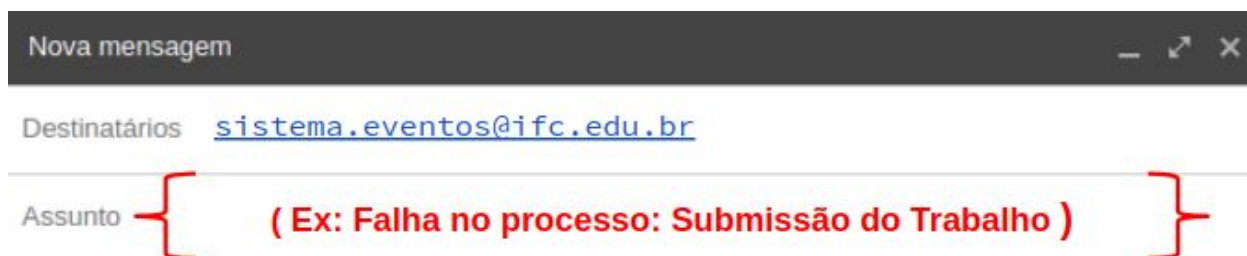 Nova mensagem
Destinatários sistema.eventos@ifc.edu.br
Assunto ( Ex: Falha no processo: Submissão do Trabalho )